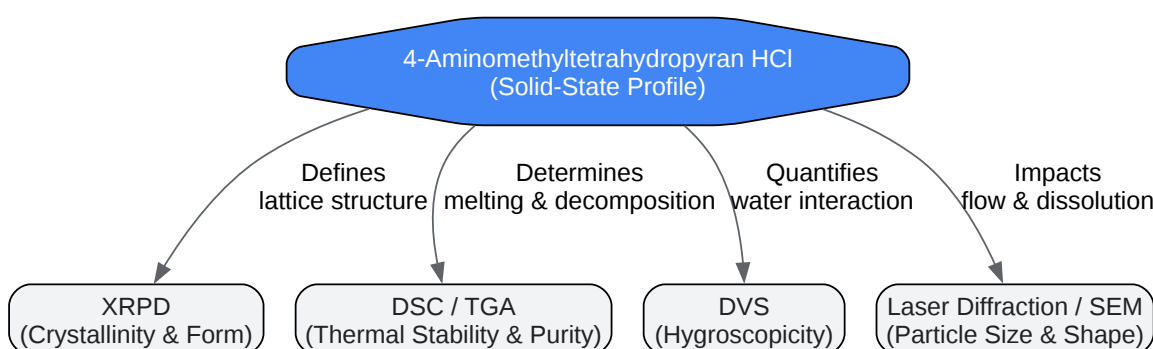 4-Aminomethyltetrahydropyran HCl
(Solid-State Profile)
Defines
lattice structure
Determines
melting & decomposition
Quantifies
water interaction
Impacts
flow & dissolution
XRPD
(Crystallinity & Form)
DSC / TGA
(Thermal Stability & Purity)
DVS
(Hygroscopicity)
Laser Diffraction / SEM
(Particle Size & Shape)